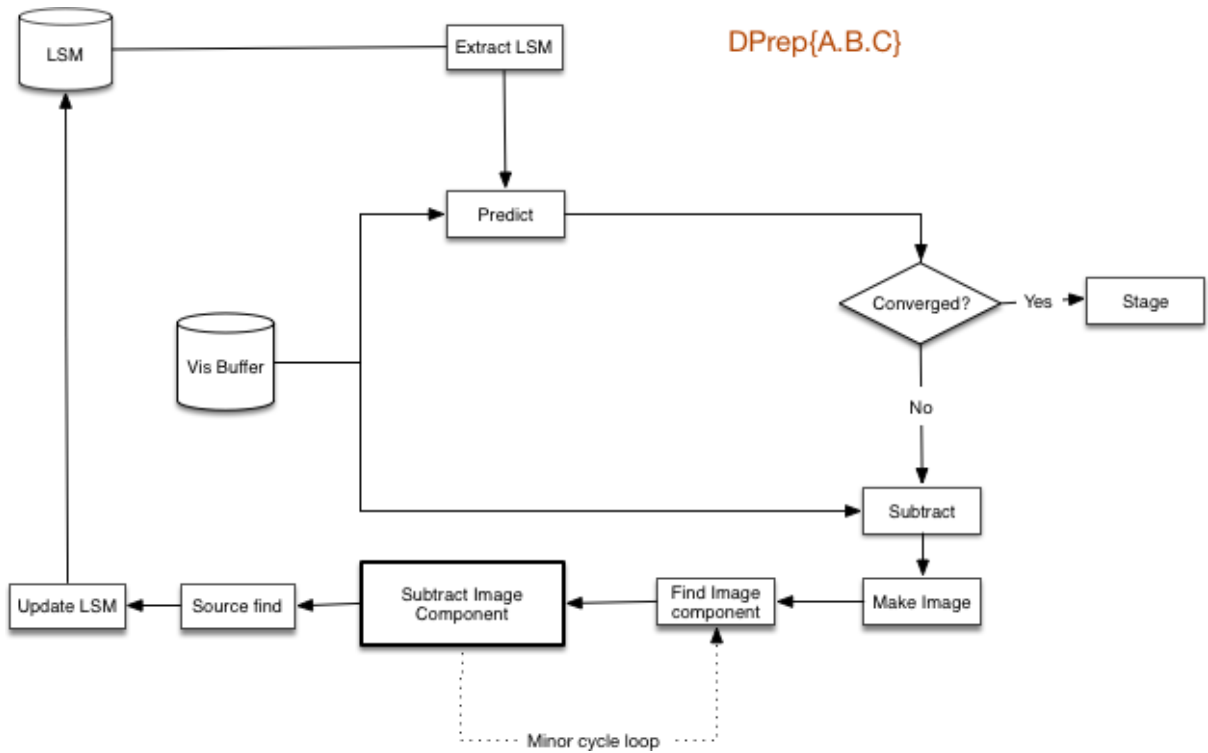 LSM
Extract LSM
DPrep{A.B.C}
Predict
Converged?
Yes
Stage
Vis Buffer
No
Subtract
Update LSM
Source find
Subtract Image
Component
Find Image
component
Make Image
Minor cycle loop